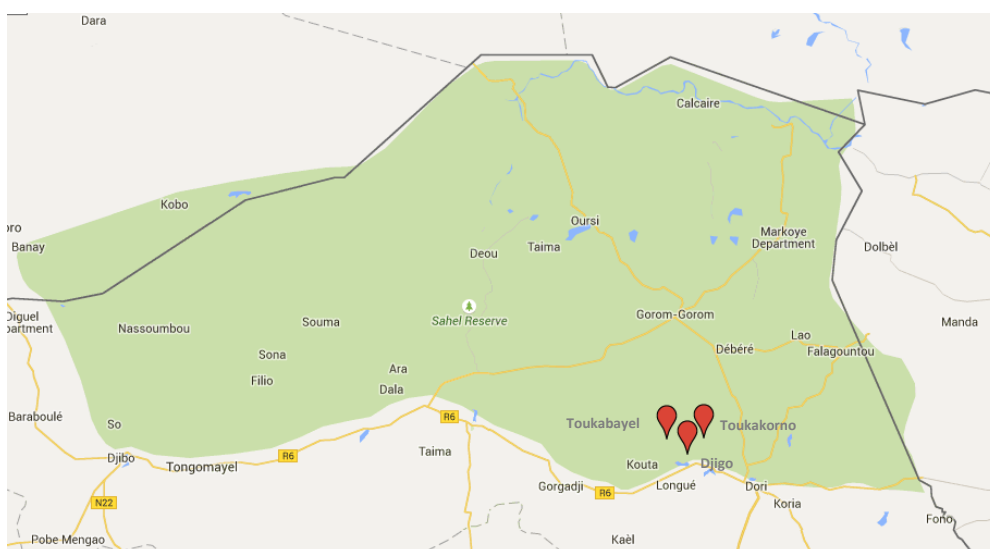 Dara
Calcaire
Kobo
Oursi
oro
Banay
Markoye
Department
Deou
Taima
Dolbèl
Diguel
partment
Nassoumbou
Souma
Sahel Reserve
Gorom-Gorom
Manda
Lao
Sona
Débéré
Falagountou
Ara
Filio
Dala
Baraboulé
R6
So
Toukabayel
Toukakorno
Djibo
Tongomayel
R6
Taima
Kouta
Djigo
Gorgadji
R6
Longué
Dori
N22
Koria
Fono
Pobe Mengao
Kaèl